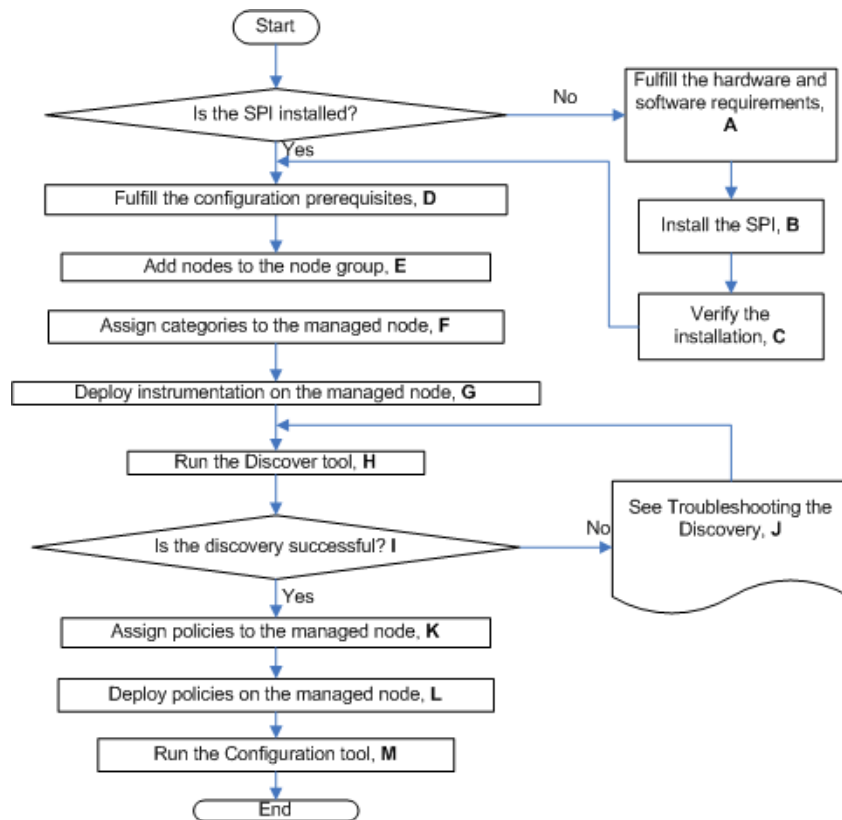 Start
Is the SPI installed?
No
Fulfill the hardware and
software requirements,
A
Yes
Fulfill the configuration prerequisites, D
Install the SPI, B
Add nodes to the node group, E
Verify the
installation, C
Assign categories to the managed node, F
Deploy instrumentation on the managed node, G
Run the Discover tool, H
Is the discovery successful? I
No
See Troubleshooting the
Discovery, J
Yes
Assign policies to the managed node, K
Deploy policies on the managed node, L
Run the Configuration tool, M
End